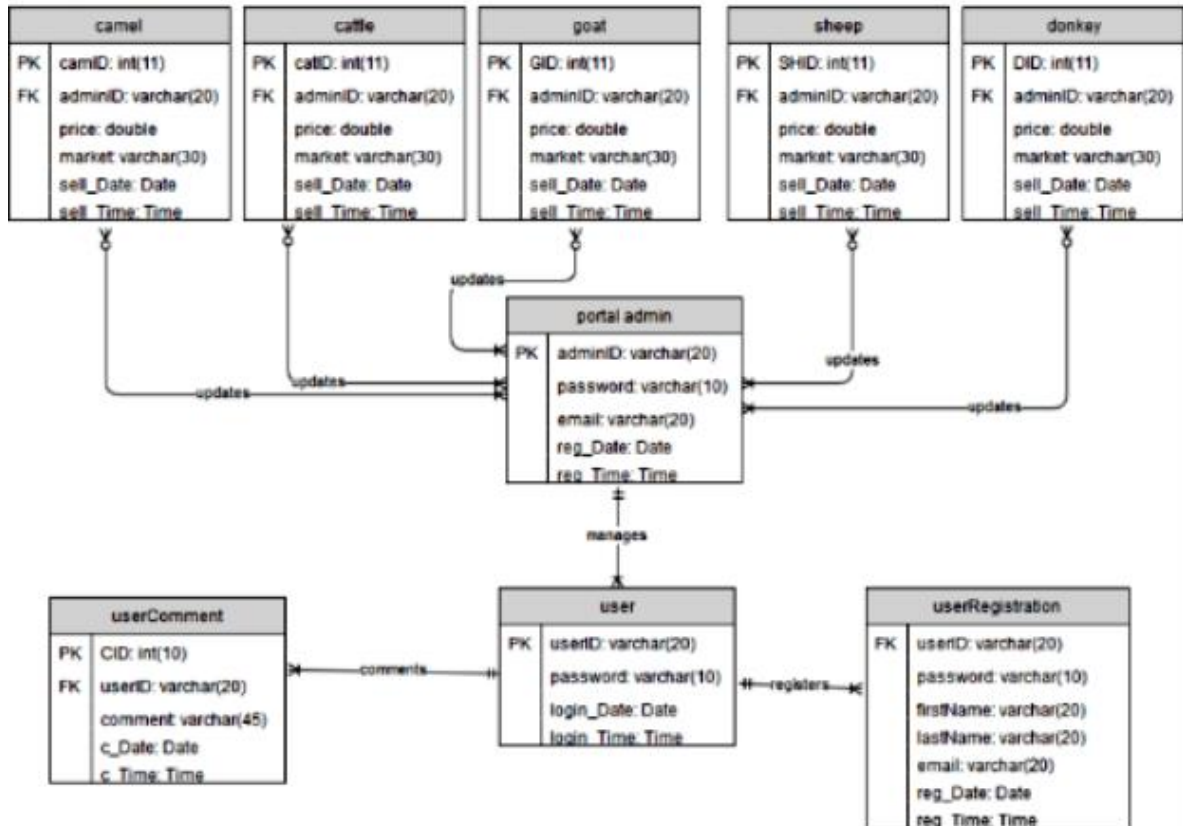 camel
PK camID: int(11)
FK adminID: varchar(20)
price: double
market: varchar(30)
sell_Date: Date
sell_Time: Time
cattle
PK catID: int(11)
FK adminID: varchar(20)
price: double
market: varchar(30)
sell_Date: Date
sell_Time: Time
goat
PK GID: int(11)
FK adminID: varchar(20)
price: double
market: varchar(30)
sell_Date: Date
sell_Time: Time
sheep
PK SHID: int(11)
FK adminID: varchar(20)
price: double
market: varchar(30)
sell_Date: Date
sell_Time: Time
donkey
PK DID: int(11)
FK adminID: varchar(20)
price: double
market: varchar(30)
sell_Date: Date
sell_Time: Time
updates
updates
updates
updates
updates
portal admin
PK adminID: varchar(20)
password: varchar(10)
email: varchar(20)
reg_Date: Date
reg_Time: Time
manages
userComment
PK CID: int(10)
FK userID: varchar(20)
comment: varchar(45)
c_Date: Date
c_Time: Time
comments
user
PK userID: varchar(20)
password: varchar(10)
login_Date: Date
login_Time: Time
registers
userRegistration
FK userID: varchar(20)
password: varchar(10)
firstName: varchar(20)
lastName: varchar(20)
email: varchar(20)
reg_Date: Date
reg_Time: Time